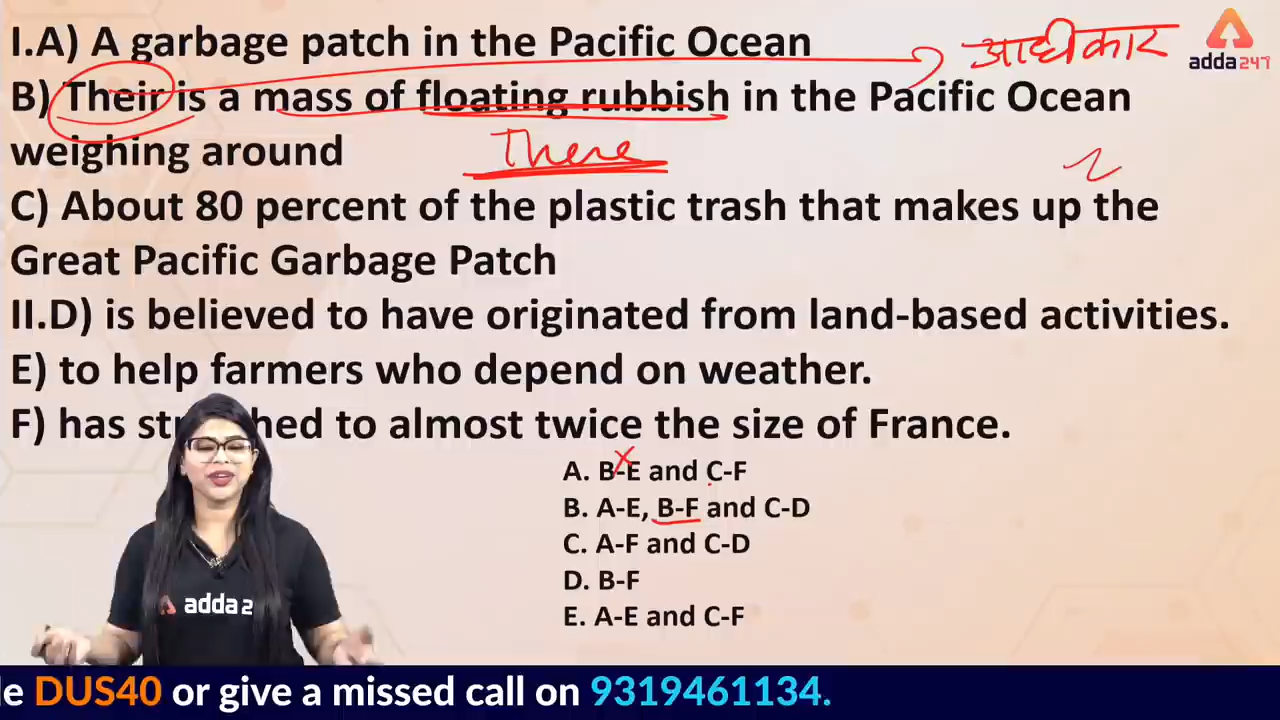 I.A) A garbage patch in the Pacific Ocean
आधीकार
adda247
B) Their is a mass of floating rubbish in the Pacific Ocean
weighing around
There
C) About 80 percent of the plastic trash that makes up the
Great Pacific Garbage Patch
II.D) is believed to have originated from land-based activities.
E) to help farmers who depend on weather.
F) has st hed to almost twice the size of France.
A. B-E and C-F
B. A-E, B-F and C-D
C. A-F and C-D
D. B-F
E. A-E and C-F
adda2
le DUS40 or give a missed call on 9319461134.